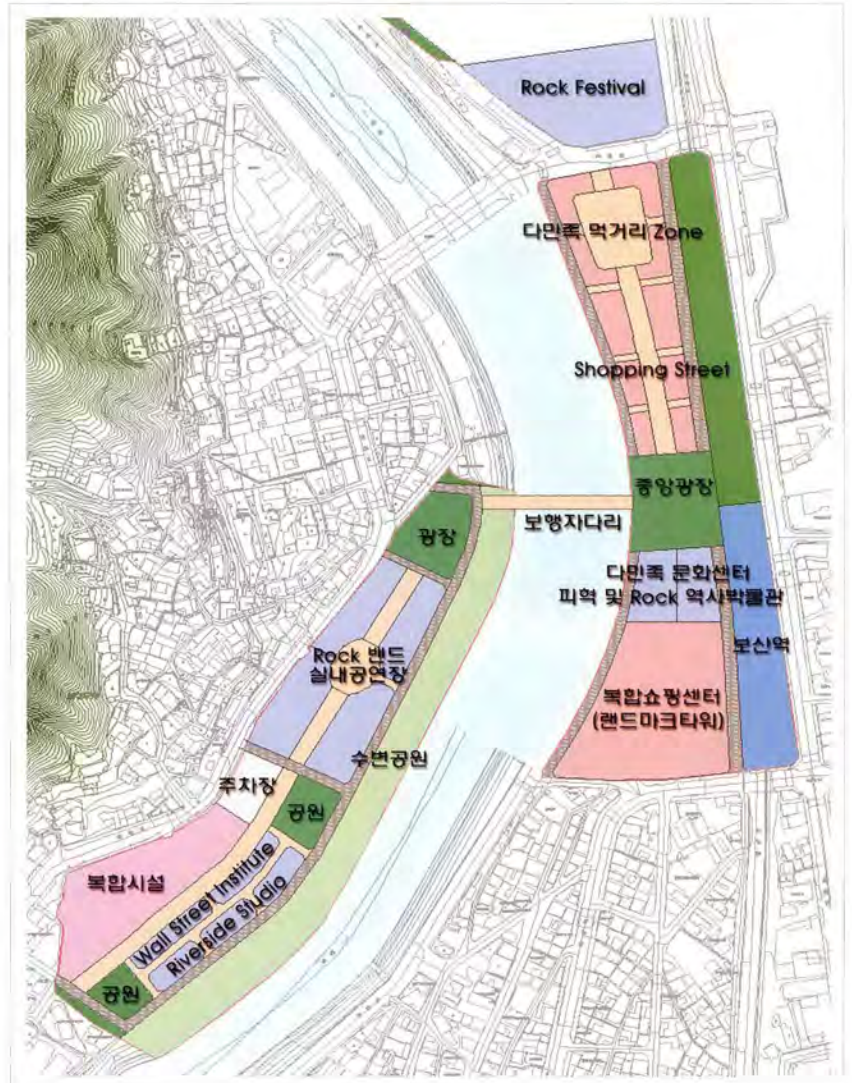 Rock Festival
다민족 먹거리 Zone
Shopping Street
중앙광장
보행자다리
광장
다민족 문화센터
피혁 및 Rock 역사박물관
Rock 밴드
실내공연장
보산역
복합쇼핑센터
(랜드마크타워)
수변공원
주차장
공원
복합시설
Wall Street Institute
Riverside Studio
공원